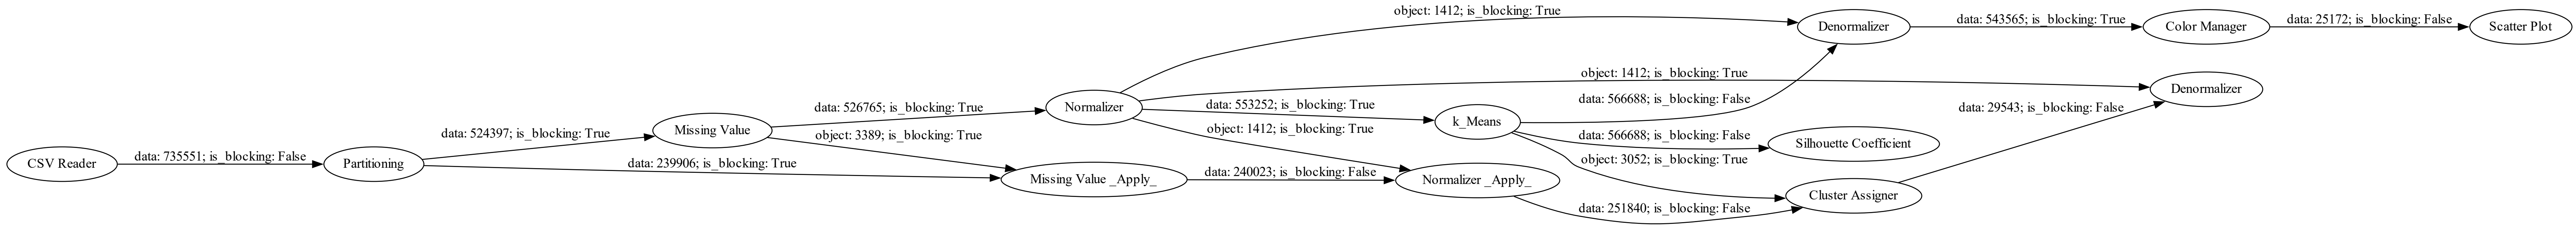 CSV Reader
data: 735551; is_blocking: False
Partitioning
data: 524397; is_blocking: True
data: 239906; is_blocking: True
Missing Value
data: 526765; is_blocking: True
object: 3389; is_blocking: True
Missing Value _Apply_
data: 240023; is_blocking: False
Normalizer
object: 1412; is_blocking: True
object: 1412; is_blocking: True
data: 553252; is_blocking: True
object: 1412; is_blocking: True
k_Means
Normalizer _Apply_
data: 566688; is_blocking: False
data: 566688; is_blocking: False
object: 3052; is_blocking: True
data: 251840; is_blocking: False
Denormalizer
Silhouette Coefficient
Cluster Assigner
data: 543565; is_blocking: True
data: 29543; is_blocking: False
Color Manager
Denormalizer
data: 25172; is_blocking: False
Scatter Plot